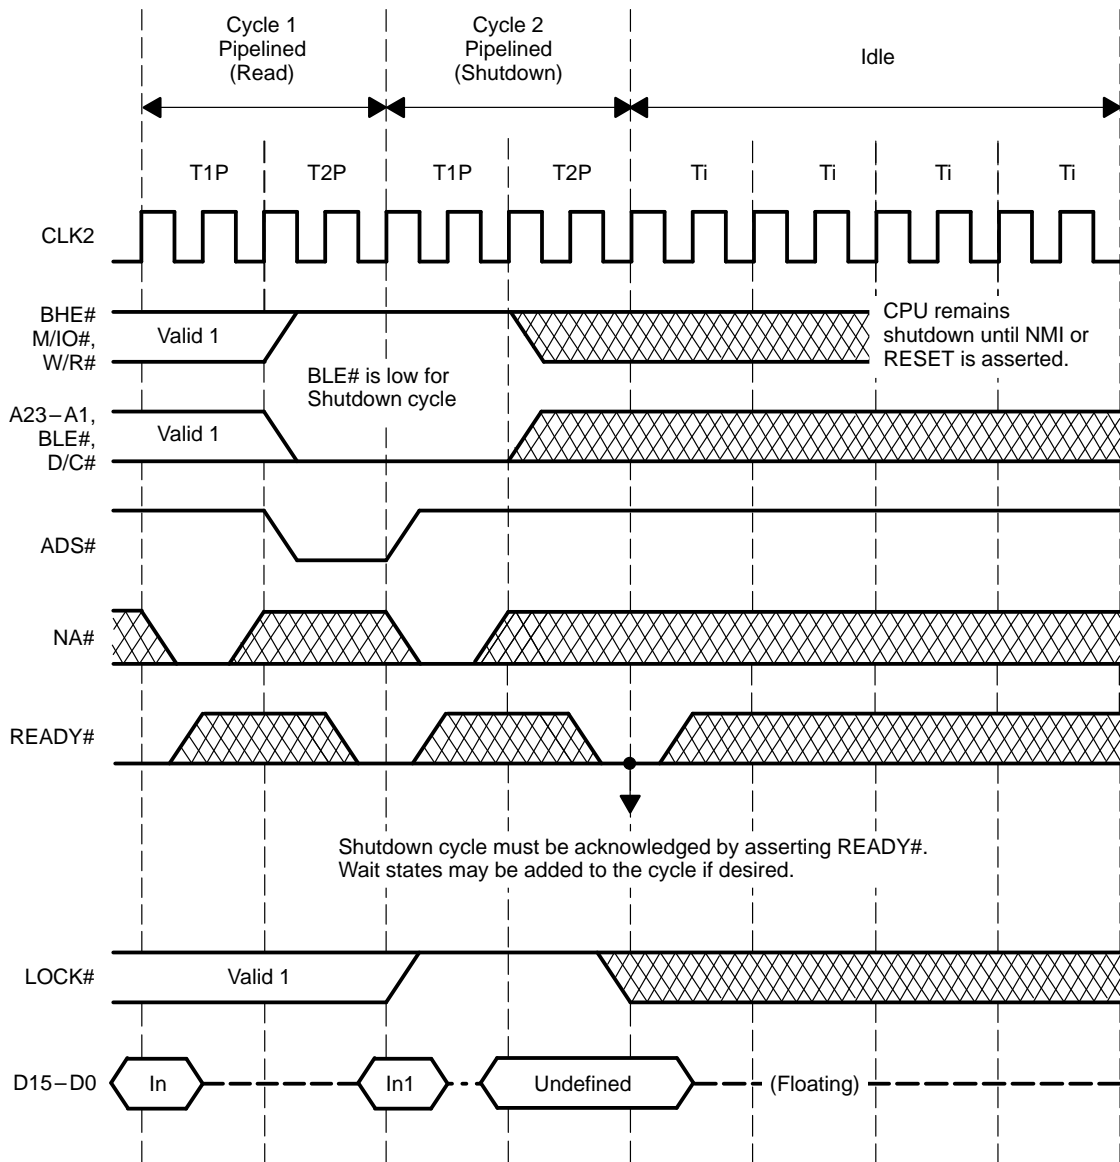 Cycle 1
Pipelined
(Read)
Cycle 2
Pipelined
(Shutdown)
Idle
T1P T2P T1P T2P Ti Ti Ti Ti
CLK2
BHE#
M/IO#,
W/R#
Valid 1
CPU remains
shutdown until NMI or
RESET is asserted.
BLE# is low for
Shutdown cycle
A23–A1,
BLE#,
D/C#
Valid 1
ADS#
NA#
READY#
Shutdown cycle must be acknowledged by asserting READY#.
Wait states may be added to the cycle if desired.
LOCK#
Valid 1
D15–D0
In
In1
Undefined
(Floating)